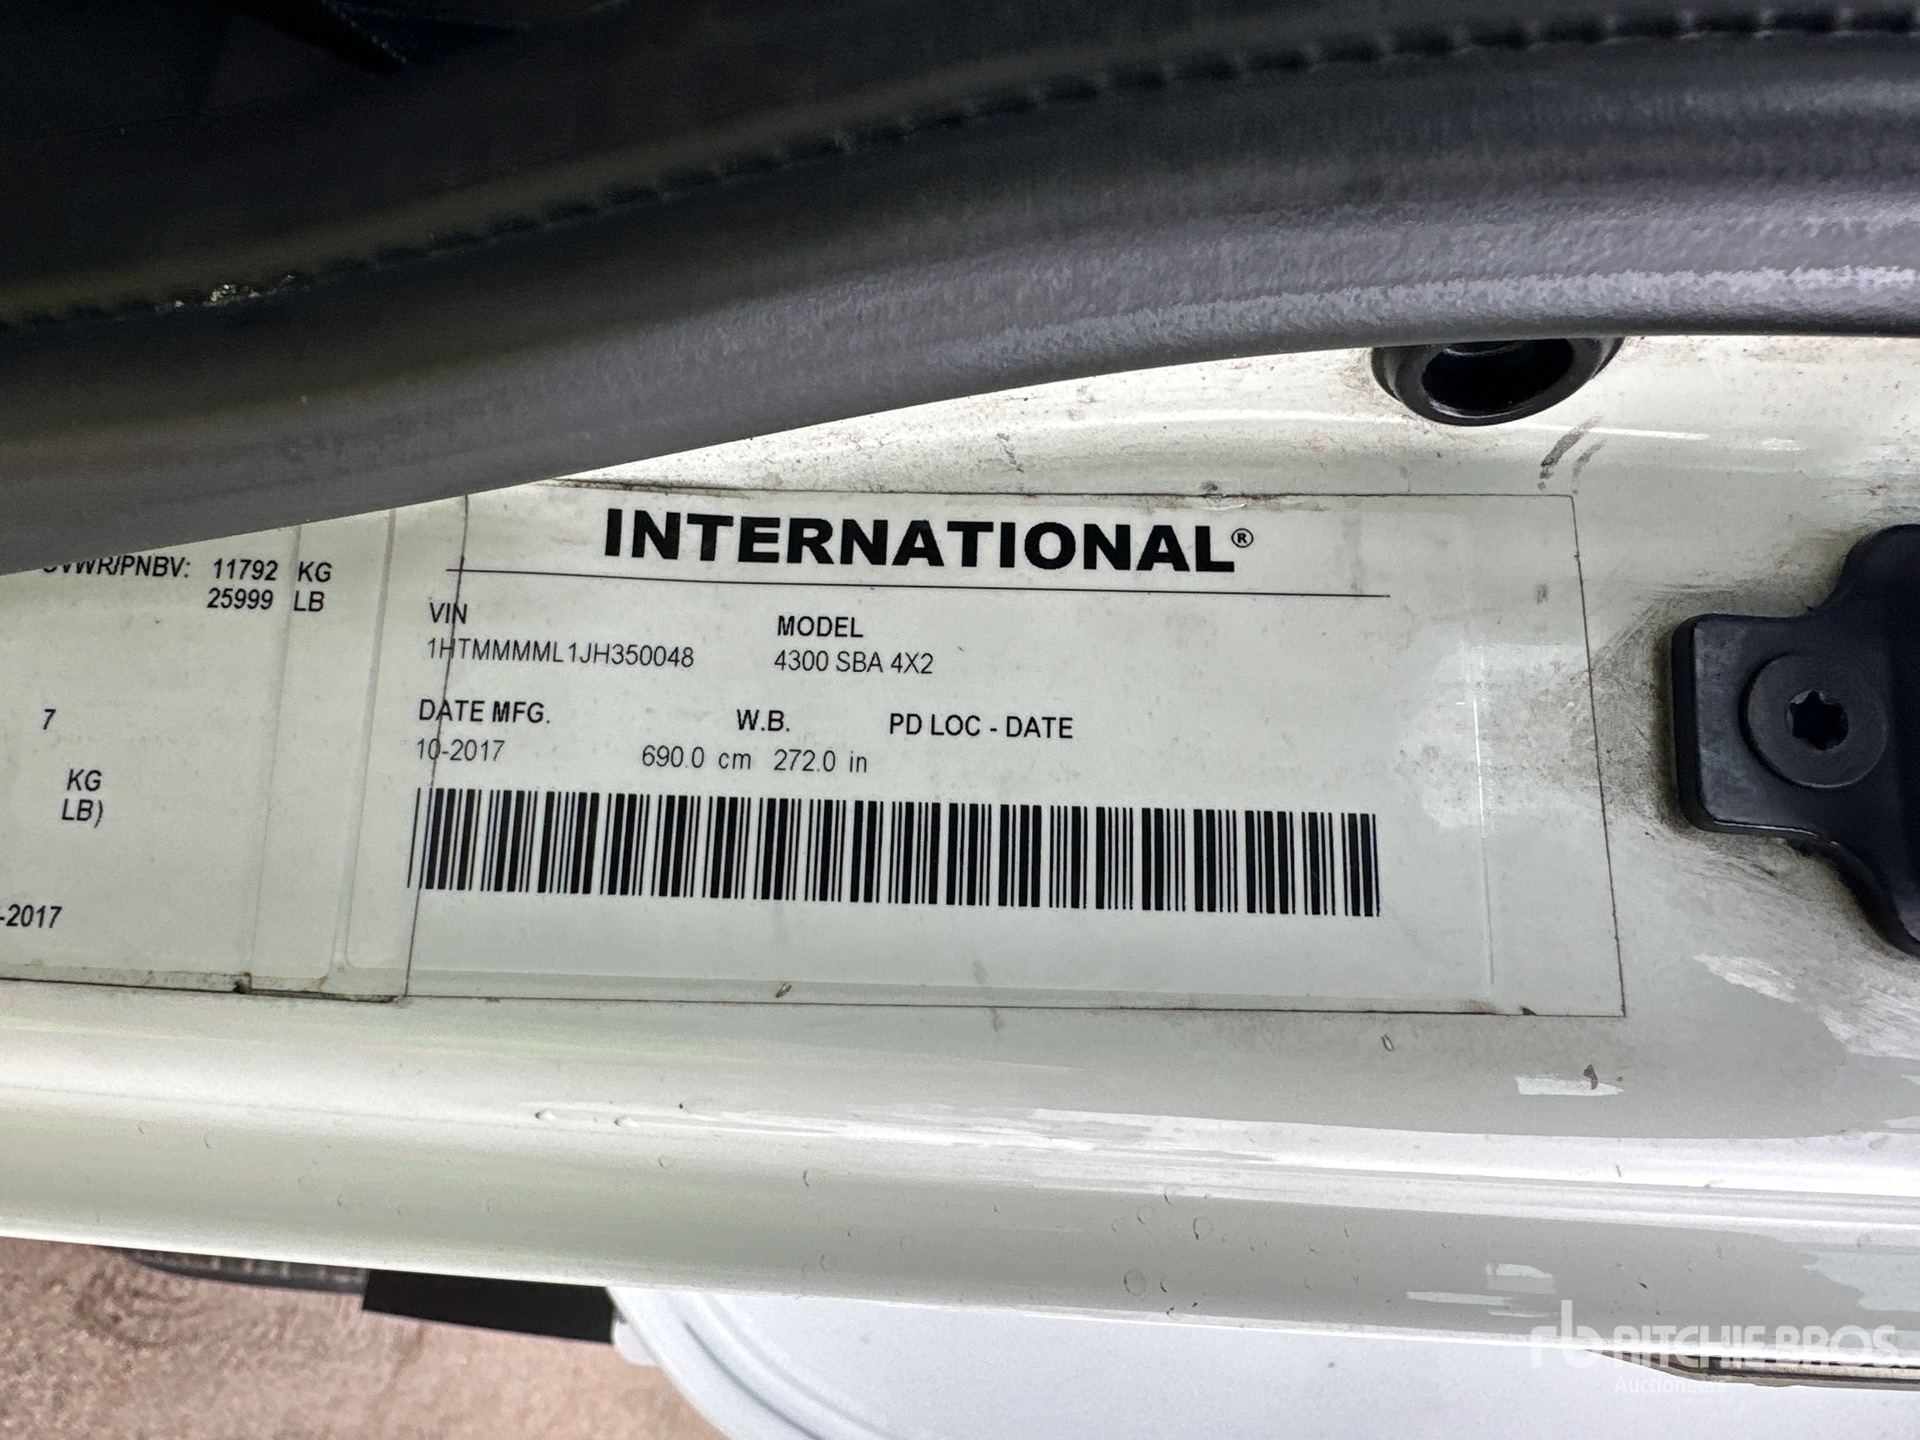 INTERNATIONAL®
GVWR/PNBV: 11792 KG
25999 LB
7
KG
LB)
-2017
VIN
1HTMMMML1JH350048
MODEL
4300 SBA 4X2
DATE MFG.
10-2017
W.B.
690.0 cm 272.0 in
PD LOC - DATE
rb RITCHIE BROS.
Auctioneers